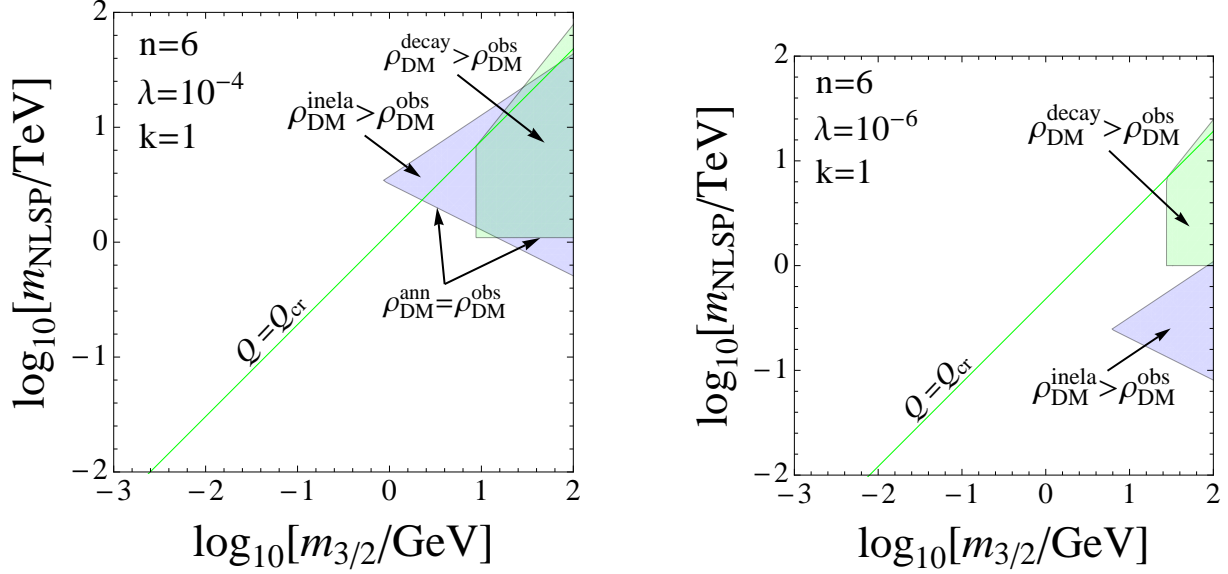 2
n=6
λ=10⁻⁴
k=1
ρ_DM^decay>ρ_DM^obs
ρ_DM^inela>ρ_DM^obs
1
0
ρ_DM^ann=ρ_DM^obs
Q=Q_cr
−1
−2
−3 −2 −1 0 1 2
log₁₀[m_NLSP/TeV]
log₁₀[m_3/2/GeV]
2
n=6
λ=10⁻⁶
k=1
ρ_DM^decay>ρ_DM^obs
1
0
Q=Q_cr
ρ_DM^inela>ρ_DM^obs
−1
−2
−3 −2 −1 0 1 2
log₁₀[m_NLSP/TeV]
log₁₀[m_3/2/GeV]